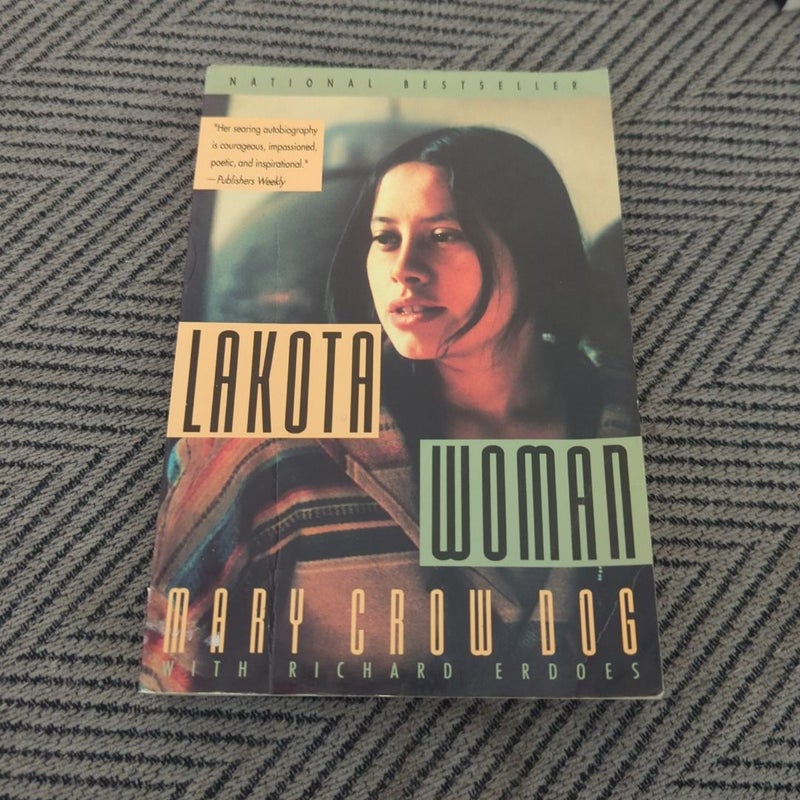 NATIONAL BESTSELLER
"Her searing autobiography
is courageous, impassioned,
poetic, and inspirational."
—Publishers Weekly
LAKOTA
WOMAN
MARY CROW DOG
WITH RICHARD ERDOES